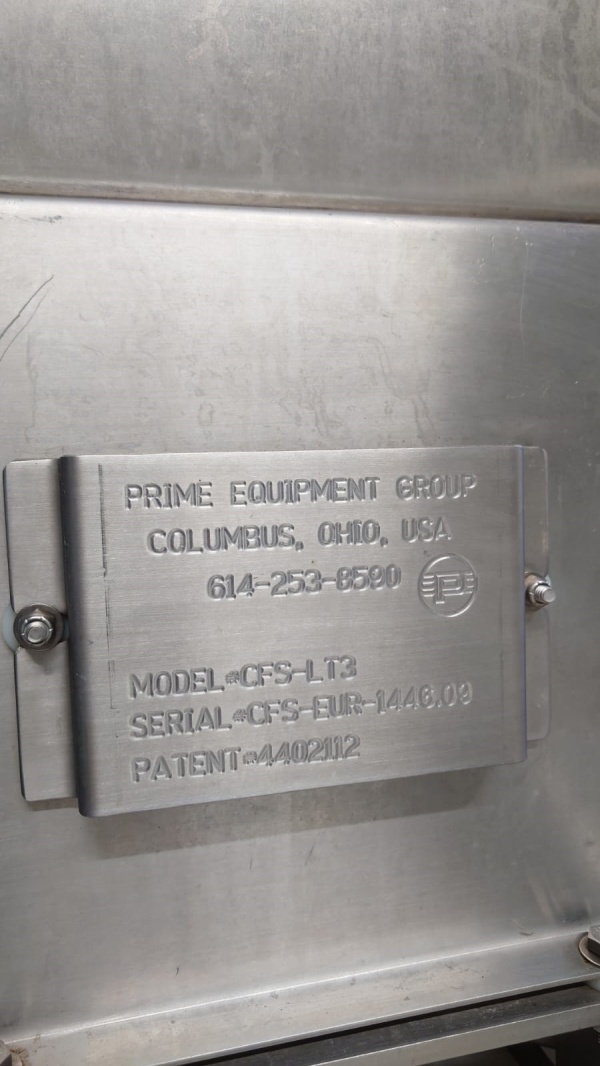 PRIME EQUIPMENT GROUP
COLUMBUS, OHIO, USA
614-253-8590
P
MODEL#CFS-LT3
SERIAL#CFS-EUR-1446.09
PATENT#4402112